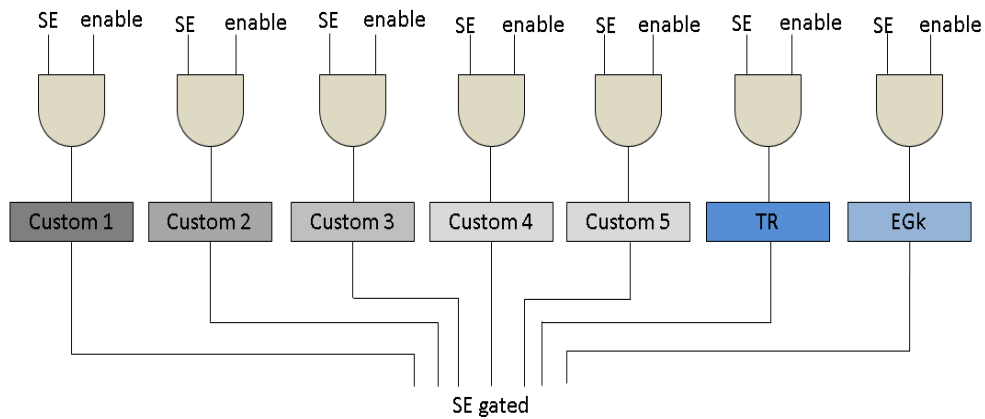 SE enable SE enable SE enable SE enable SE enable SE enable SE enable
Custom 1 Custom 2 Custom 3 Custom 4 Custom 5 TR EGk
SE gated